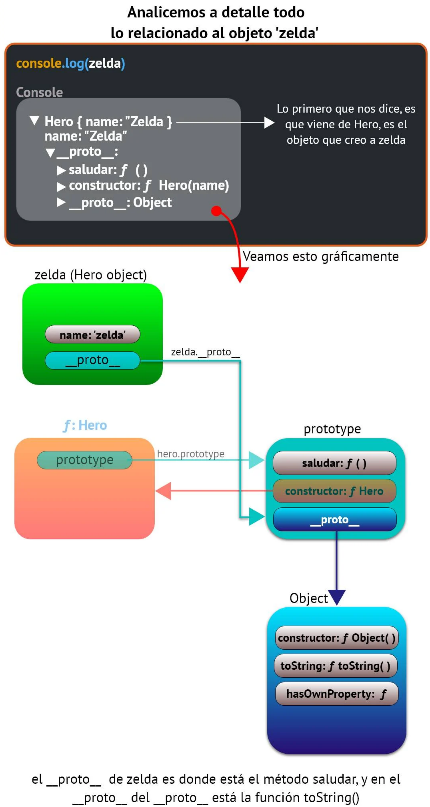 Analicemos a detalle todo
lo relacionado al objeto 'zelda'
console.log(zelda)
Console
▼ Hero { name: "Zelda }
name: "Zelda"
▼__proto__:
▶saludar: ƒ ( )
▶constructor: ƒ Hero(name)
▶__proto__: Object
Lo primero que nos dice, es
que viene de Hero, es el
objeto que creo a zelda
Veamos esto gráficamente
zelda (Hero object)
name: 'zelda'
__proto__
zelda.__proto__
ƒ: Hero
prototype
hero.prototype
prototype
saludar: ƒ ( )
constructor: ƒ Hero
__proto__
Object
constructor: ƒ Object( )
toString: ƒ toString( )
hasOwnProperty: ƒ
el __proto__ de zelda es donde está el método saludar, y en el
__proto__ del __proto__ está la función toString()